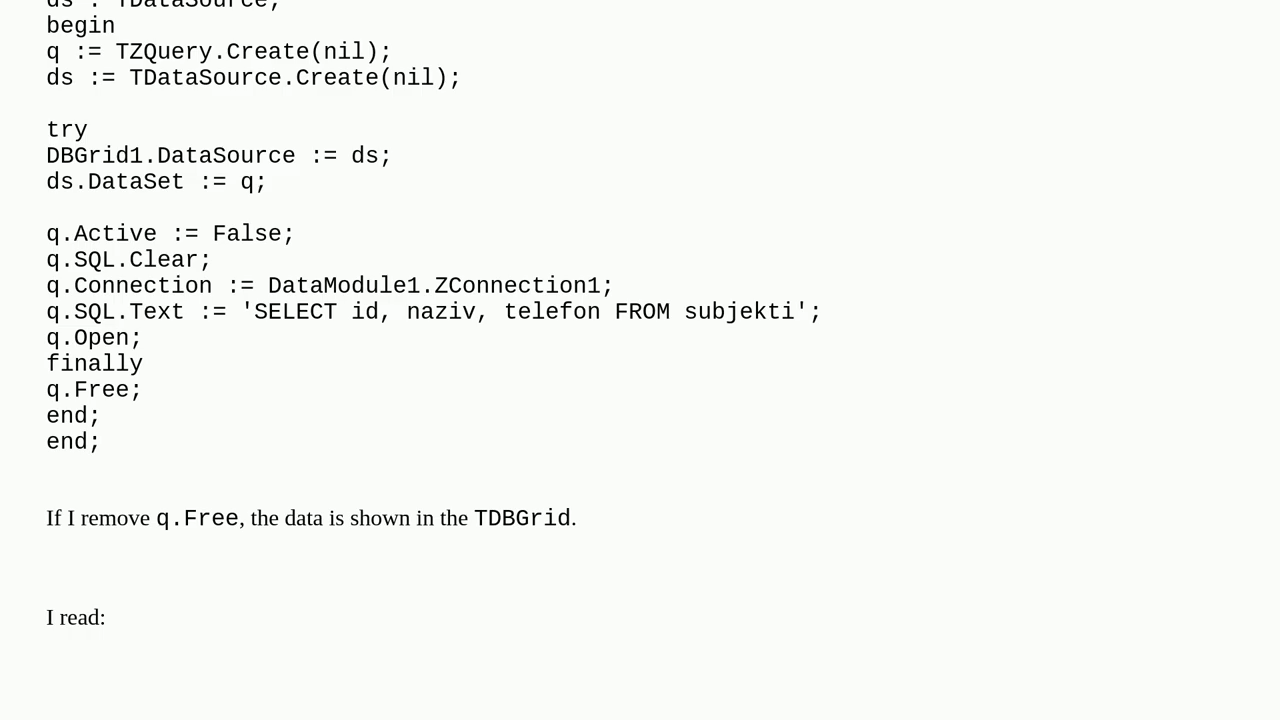 ds : TDataSource;
begin
q := TZQuery.Create(nil);
ds := TDataSource.Create(nil);
try
DBGrid1.DataSource := ds;
ds.DataSet := q;
q.Active := False;
q.SQL.Clear;
q.Connection := DataModule1.ZConnection1;
q.SQL.Text := 'SELECT id, naziv, telefon FROM subjekti';
q.Open;
finally
q.Free;
end;
end;
If I remove q.Free, the data is shown in the TDBGrid.
I read: